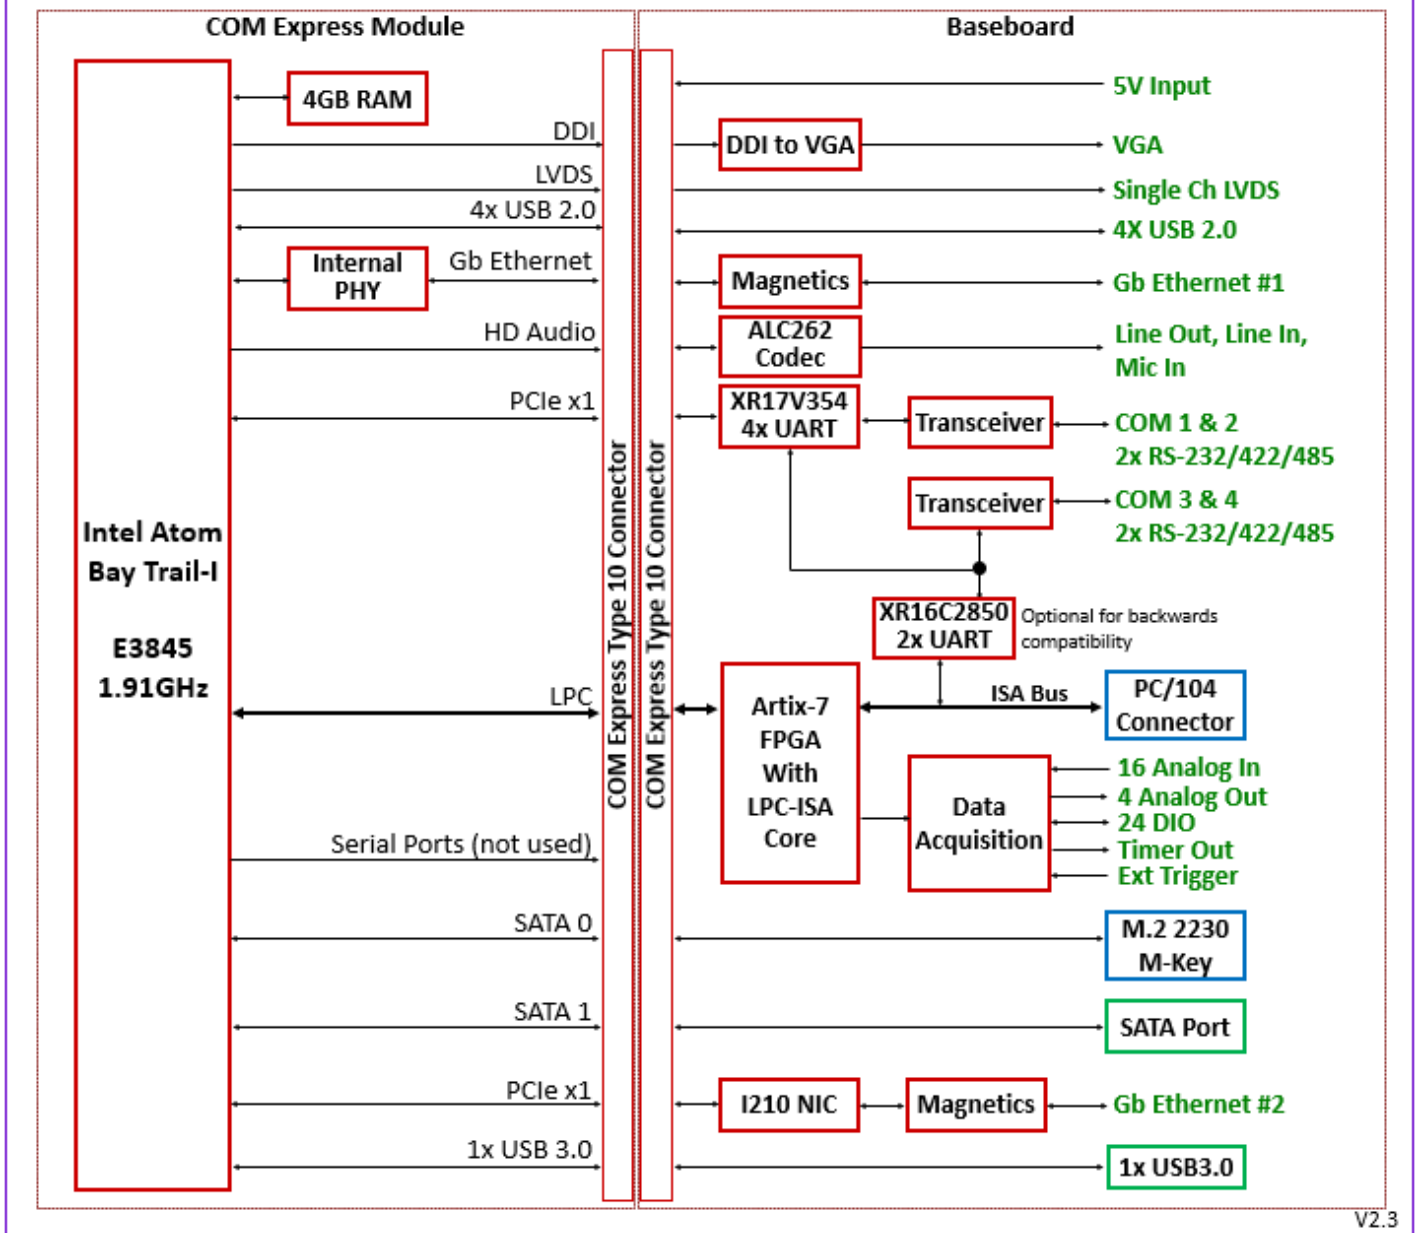 COM Express Module
Baseboard
4GB RAM
DDI
LVDS
4x USB 2.0
Internal
PHY
Gb Ethernet
HD Audio
PCIe x1
Intel Atom
Bay Trail-I
E3845
1.91GHz
LPC
Serial Ports (not used)
SATA 0
SATA 1
PCIe x1
1x USB 3.0
COM Express Type 10 Connector
COM Express Type 10 Connector
5V Input
DDI to VGA
VGA
Single Ch LVDS
4X USB 2.0
Magnetics
Gb Ethernet #1
ALC262
Codec
Line Out, Line In,
Mic In
XR17V354
4x UART
Transceiver
COM 1 & 2
2x RS-232/422/485
Transceiver
COM 3 & 4
2x RS-232/422/485
XR16C2850
2x UART
Optional for backwards
compatibility
Artix-7
FPGA
With
LPC-ISA
Core
ISA Bus
PC/104
Connector
Data
Acquisition
16 Analog In
4 Analog Out
24 DIO
Timer Out
Ext Trigger
M.2 2230
M-Key
SATA Port
I210 NIC
Magnetics
Gb Ethernet #2
1x USB3.0
V2.3